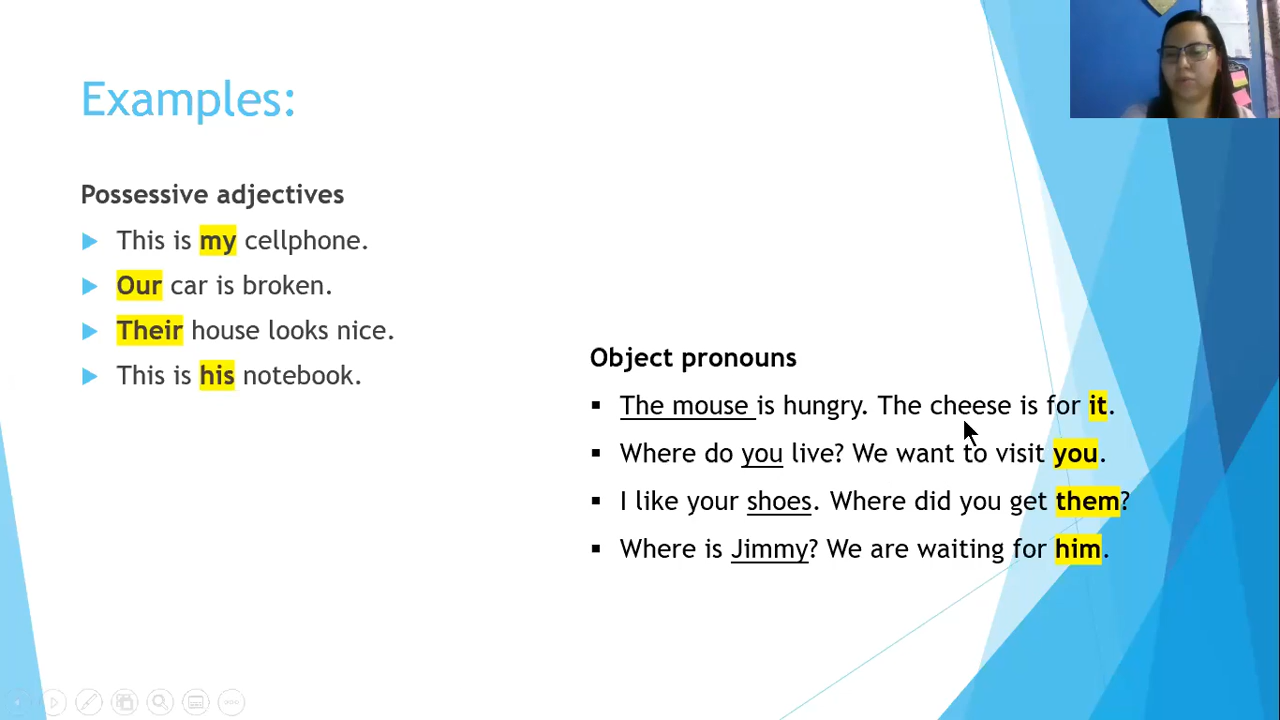 Examples:
Possessive adjectives
This is my cellphone.
Our car is broken.
Their house looks nice.
This is his notebook.
Object pronouns
The mouse is hungry. The cheese is for it.
Where do you live? We want to visit you.
I like your shoes. Where did you get them?
Where is Jimmy? We are waiting for him.